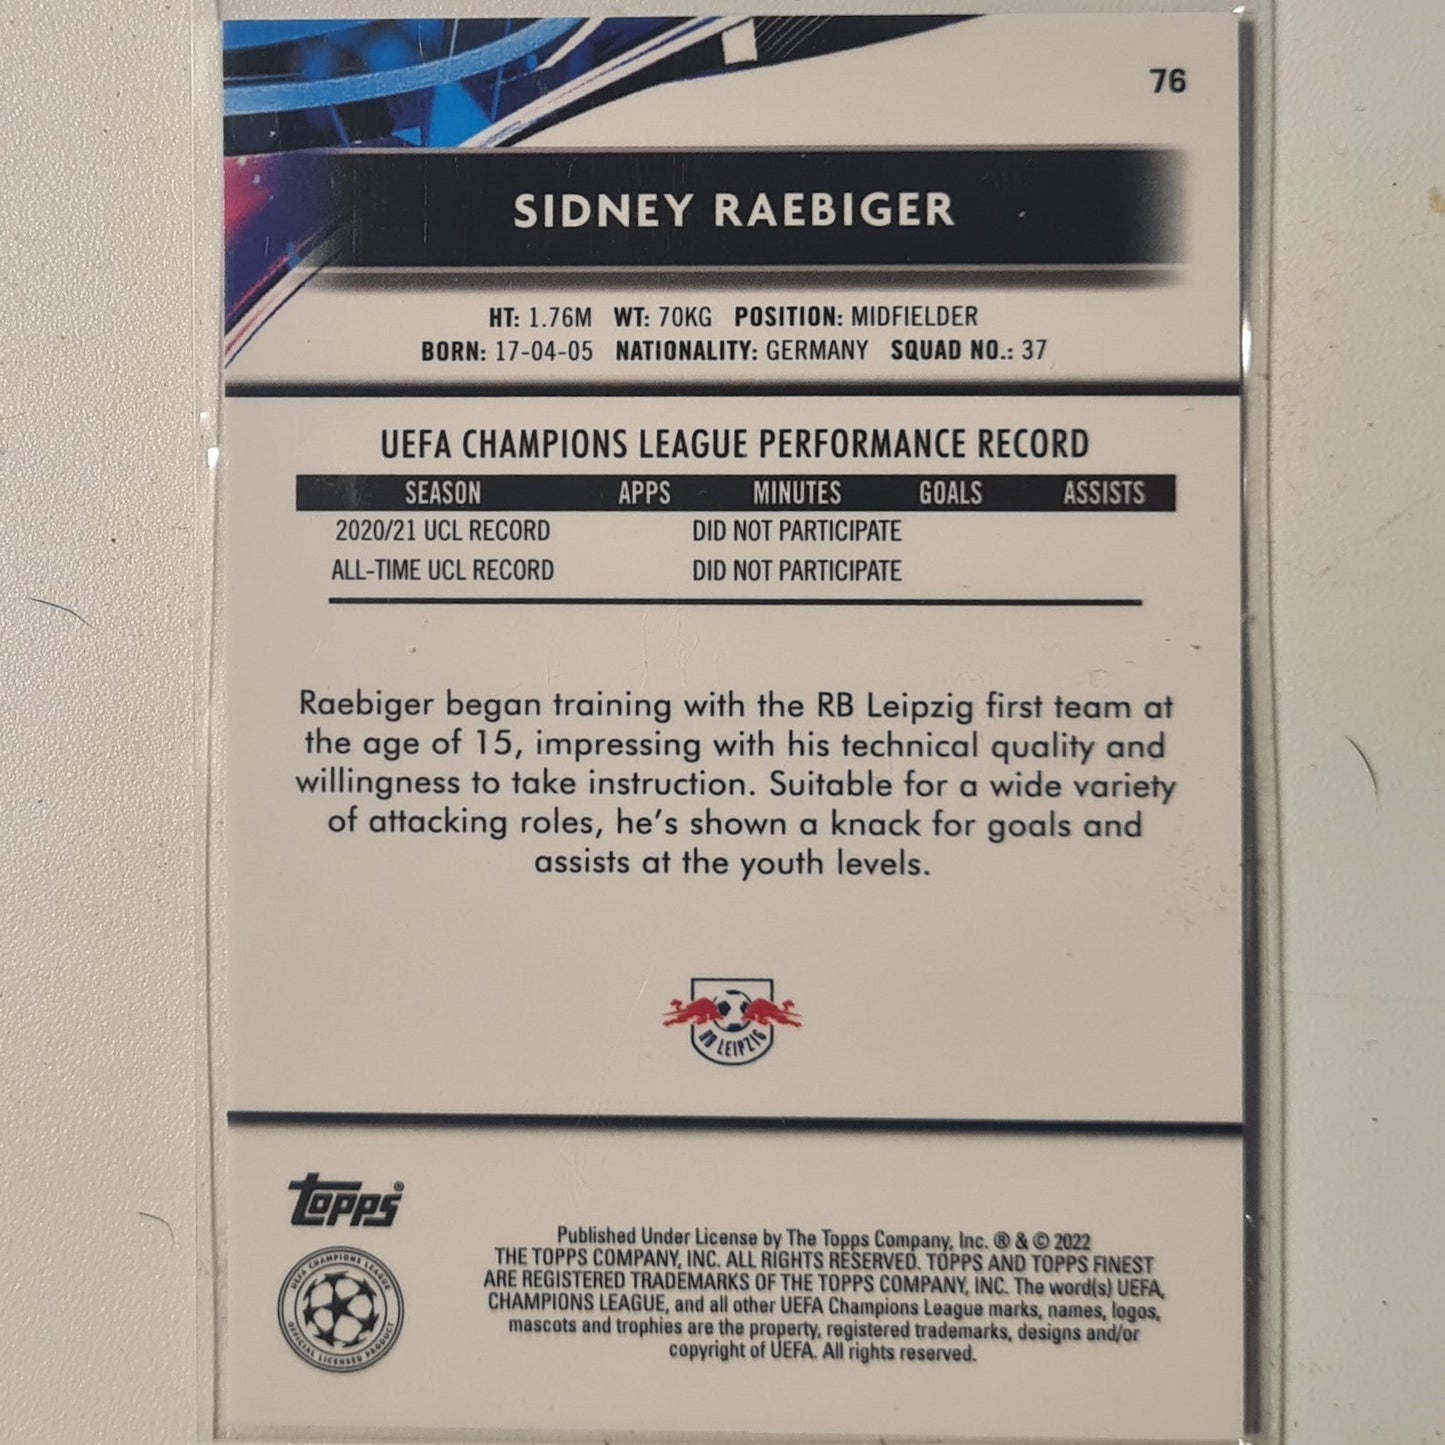 76
SIDNEY RAEBIGER
HT: 1.76M WT: 70KG POSITION: MIDFIELDER
BORN: 17-04-05 NATIONALITY: GERMANY SQUAD NO.: 37
UEFA CHAMPIONS LEAGUE PERFORMANCE RECORD
SEASON APPS MINUTES GOALS ASSISTS
2020/21 UCL RECORD DID NOT PARTICIPATE
ALL-TIME UCL RECORD DID NOT PARTICIPATE
Raebiger began training with the RB Leipzig first team at
the age of 15, impressing with his technical quality and
willingness to take instruction. Suitable for a wide variety
of attacking roles, he's shown a knack for goals and
assists at the youth levels.
RB LEIPZIG
topps®
UEFA CHAMPIONS LEAGUE
OFFICIAL LICENSED PRODUCT
Published Under License by The Topps Company, Inc. ® & © 2022
THE TOPPS COMPANY, INC. ALL RIGHTS RESERVED. TOPPS AND TOPPS FINEST
ARE REGISTERED TRADEMARKS OF THE TOPPS COMPANY, INC. The word(s) UEFA,
CHAMPIONS LEAGUE, and all other UEFA Champions League marks, names, logos,
mascots and trophies are the property, registered trademarks, designs and/or
copyright of UEFA. All rights reserved.